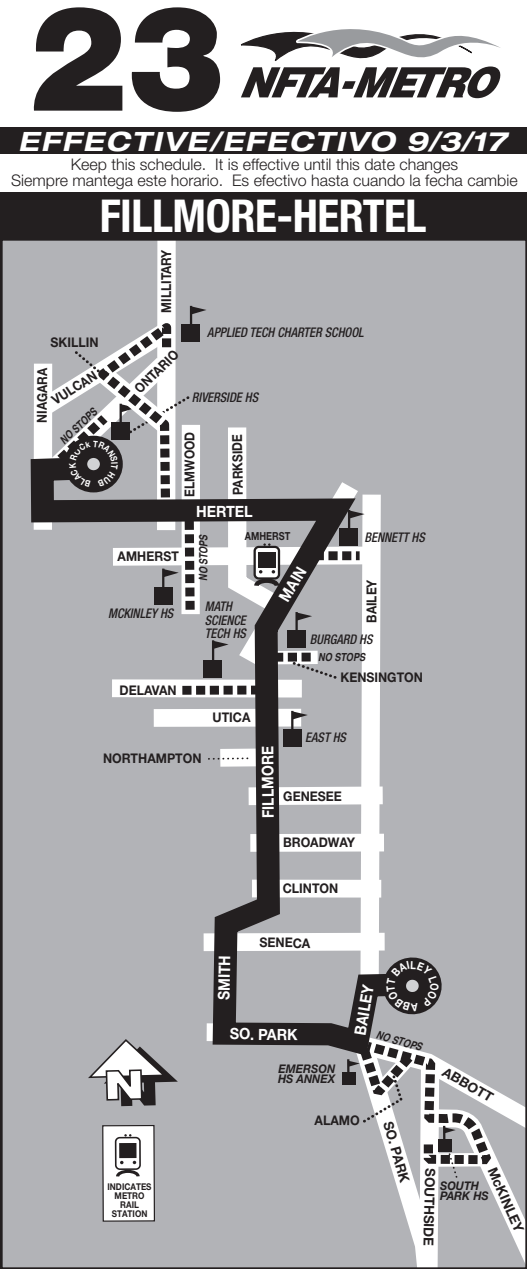 23
NFTA-METRO
EFFECTIVE/EFECTIVO 9/3/17
Keep this schedule. It is effective until this date changes
Siempre mantega este horario. Es efectivo hasta cuando la fecha cambie
FILLMORE-HERTEL
MILLITARY
APPLIED TECH CHARTER SCHOOL
SKILLIN
VULCAN
ONTARIO
NIAGARA
RIVERSIDE HS
NO STOPS
BLACK ROCK TRANSIT HUB
ELMWOOD
PARKSIDE
HERTEL
AMHERST
NO STOPS
AMHERST
MAIN
BENNETT HS
BAILEY
MCKINLEY HS
MATH
SCIENCE
TECH HS
BURGARD HS
NO STOPS
KENSINGTON
DELAVAN
UTICA
EAST HS
NORTHAMPTON
FILLMORE
GENESEE
BROADWAY
CLINTON
SENECA
SMITH
ABBOTT BAILEY LOOP
BAILEY
SO. PARK
NO STOPS
EMERSON
HS ANNEX
ABBOTT
ALAMO
SO. PARK
SOUTHSIDE
SOUTH
PARK HS
McKINLEY
N
INDICATES
METRO
RAIL
STATION